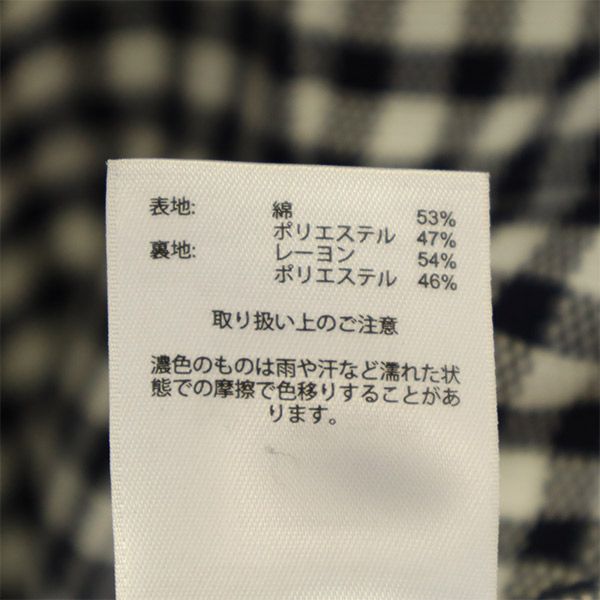 表地: 綿 53%
ポリエステル 47%
裏地: レーヨン 54%
ポリエステル 46%
取り扱い上のご注意
濃色のものは雨や汗など濡れた状
態での摩擦で色移りすることがあ
ります。